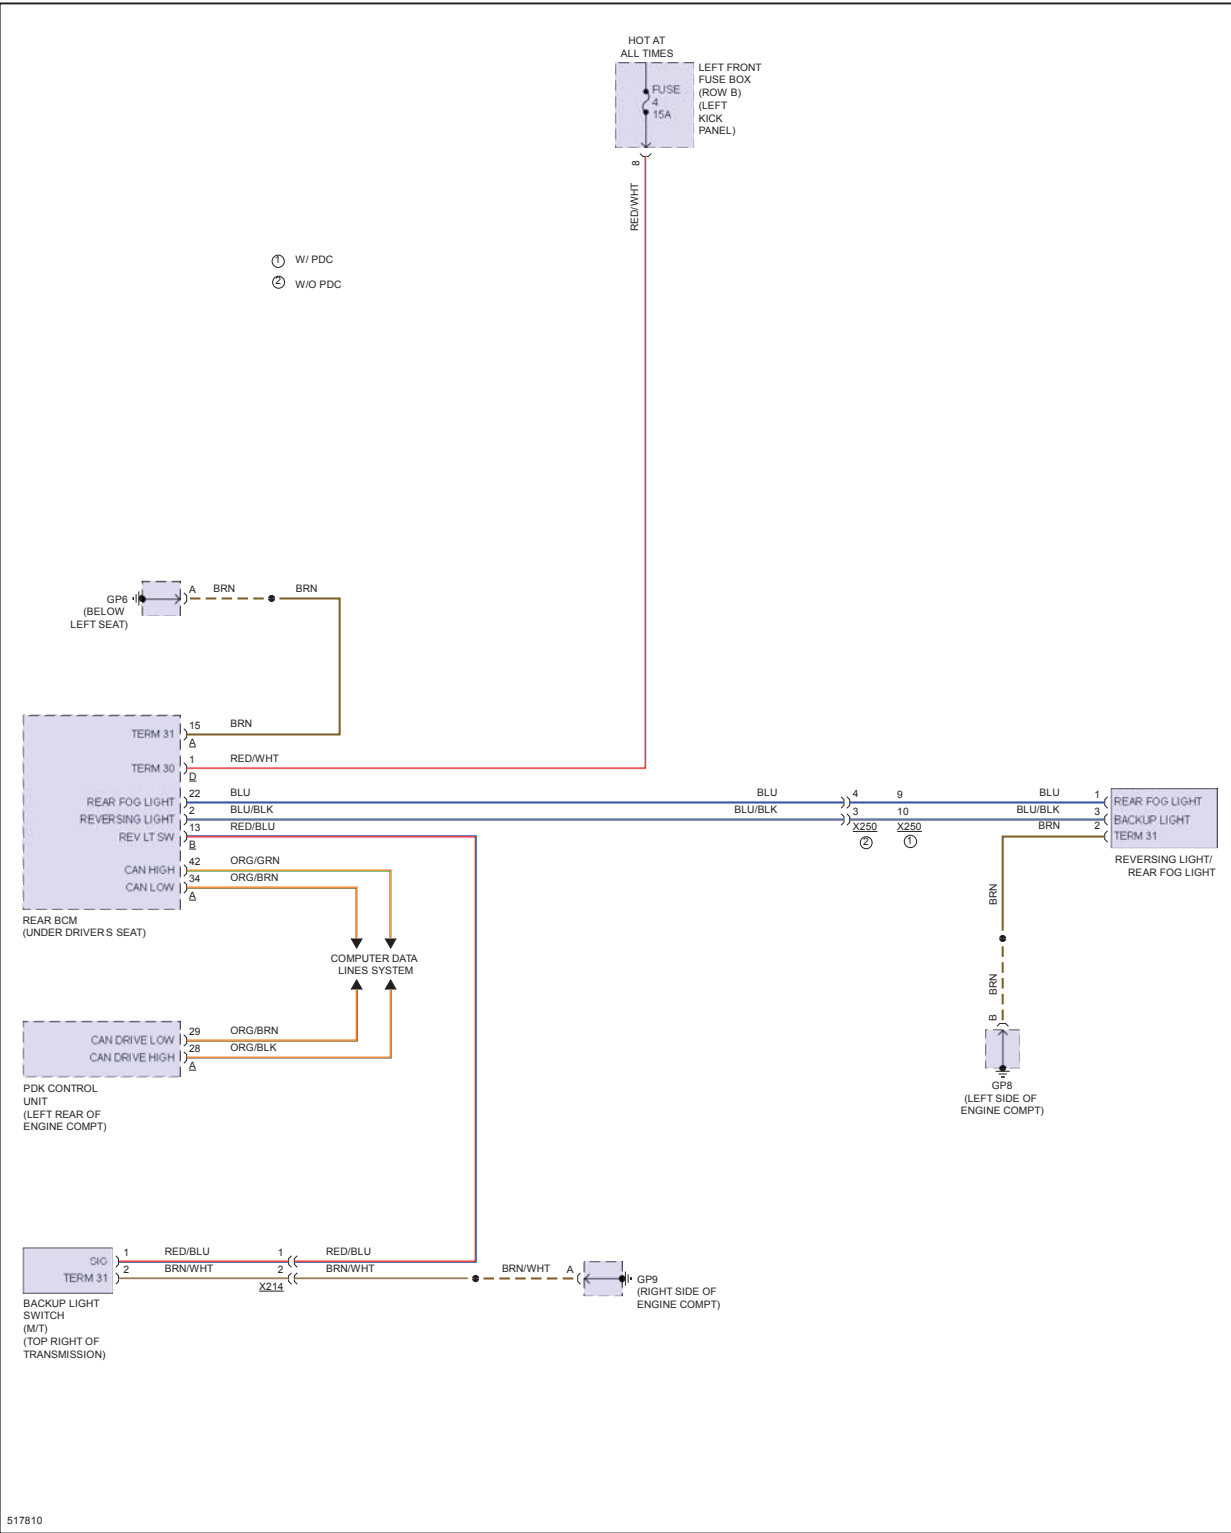 HOT AT
ALL TIMES
LEFT FRONT
FUSE BOX
(ROW B)
(LEFT
KICK
PANEL)
FUSE
4
15A
8
RED/WHT
1 W/ PDC
2 W/O PDC
GP6
(BELOW
LEFT SEAT)
A BRN BRN
TERM 31 15 BRN
A
TERM 30 1 RED/WHT
D
REAR FOG LIGHT 22 BLU BLU 4 9 BLU 1 REAR FOG LIGHT
REVERSING LIGHT 2 BLU/BLK BLU/BLK 3 10 BLU/BLK 3 BACKUP LIGHT
REV LT SW 13 RED/BLU X250 X250 BRN 2 TERM 31
B 2 1
CAN HIGH 42 ORG/GRN
CAN LOW 34 ORG/BRN
A
REAR BCM
(UNDER DRIVERS SEAT)
REVERSING LIGHT/
REAR FOG LIGHT
BRN
BRN
B
GP8
(LEFT SIDE OF
ENGINE COMPT)
COMPUTER DATA
LINES SYSTEM
CAN DRIVE LOW 29 ORG/BRN
CAN DRIVE HIGH 28 ORG/BLK
A
PDK CONTROL
UNIT
(LEFT REAR OF
ENGINE COMPT)
SIG 1 RED/BLU 1 RED/BLU
TERM 31 2 BRN/WHT 2 BRN/WHT BRN/WHT A
X214
GP9
(RIGHT SIDE OF
ENGINE COMPT)
BACKUP LIGHT
SWITCH
(M/T)
(TOP RIGHT OF
TRANSMISSION)
517810